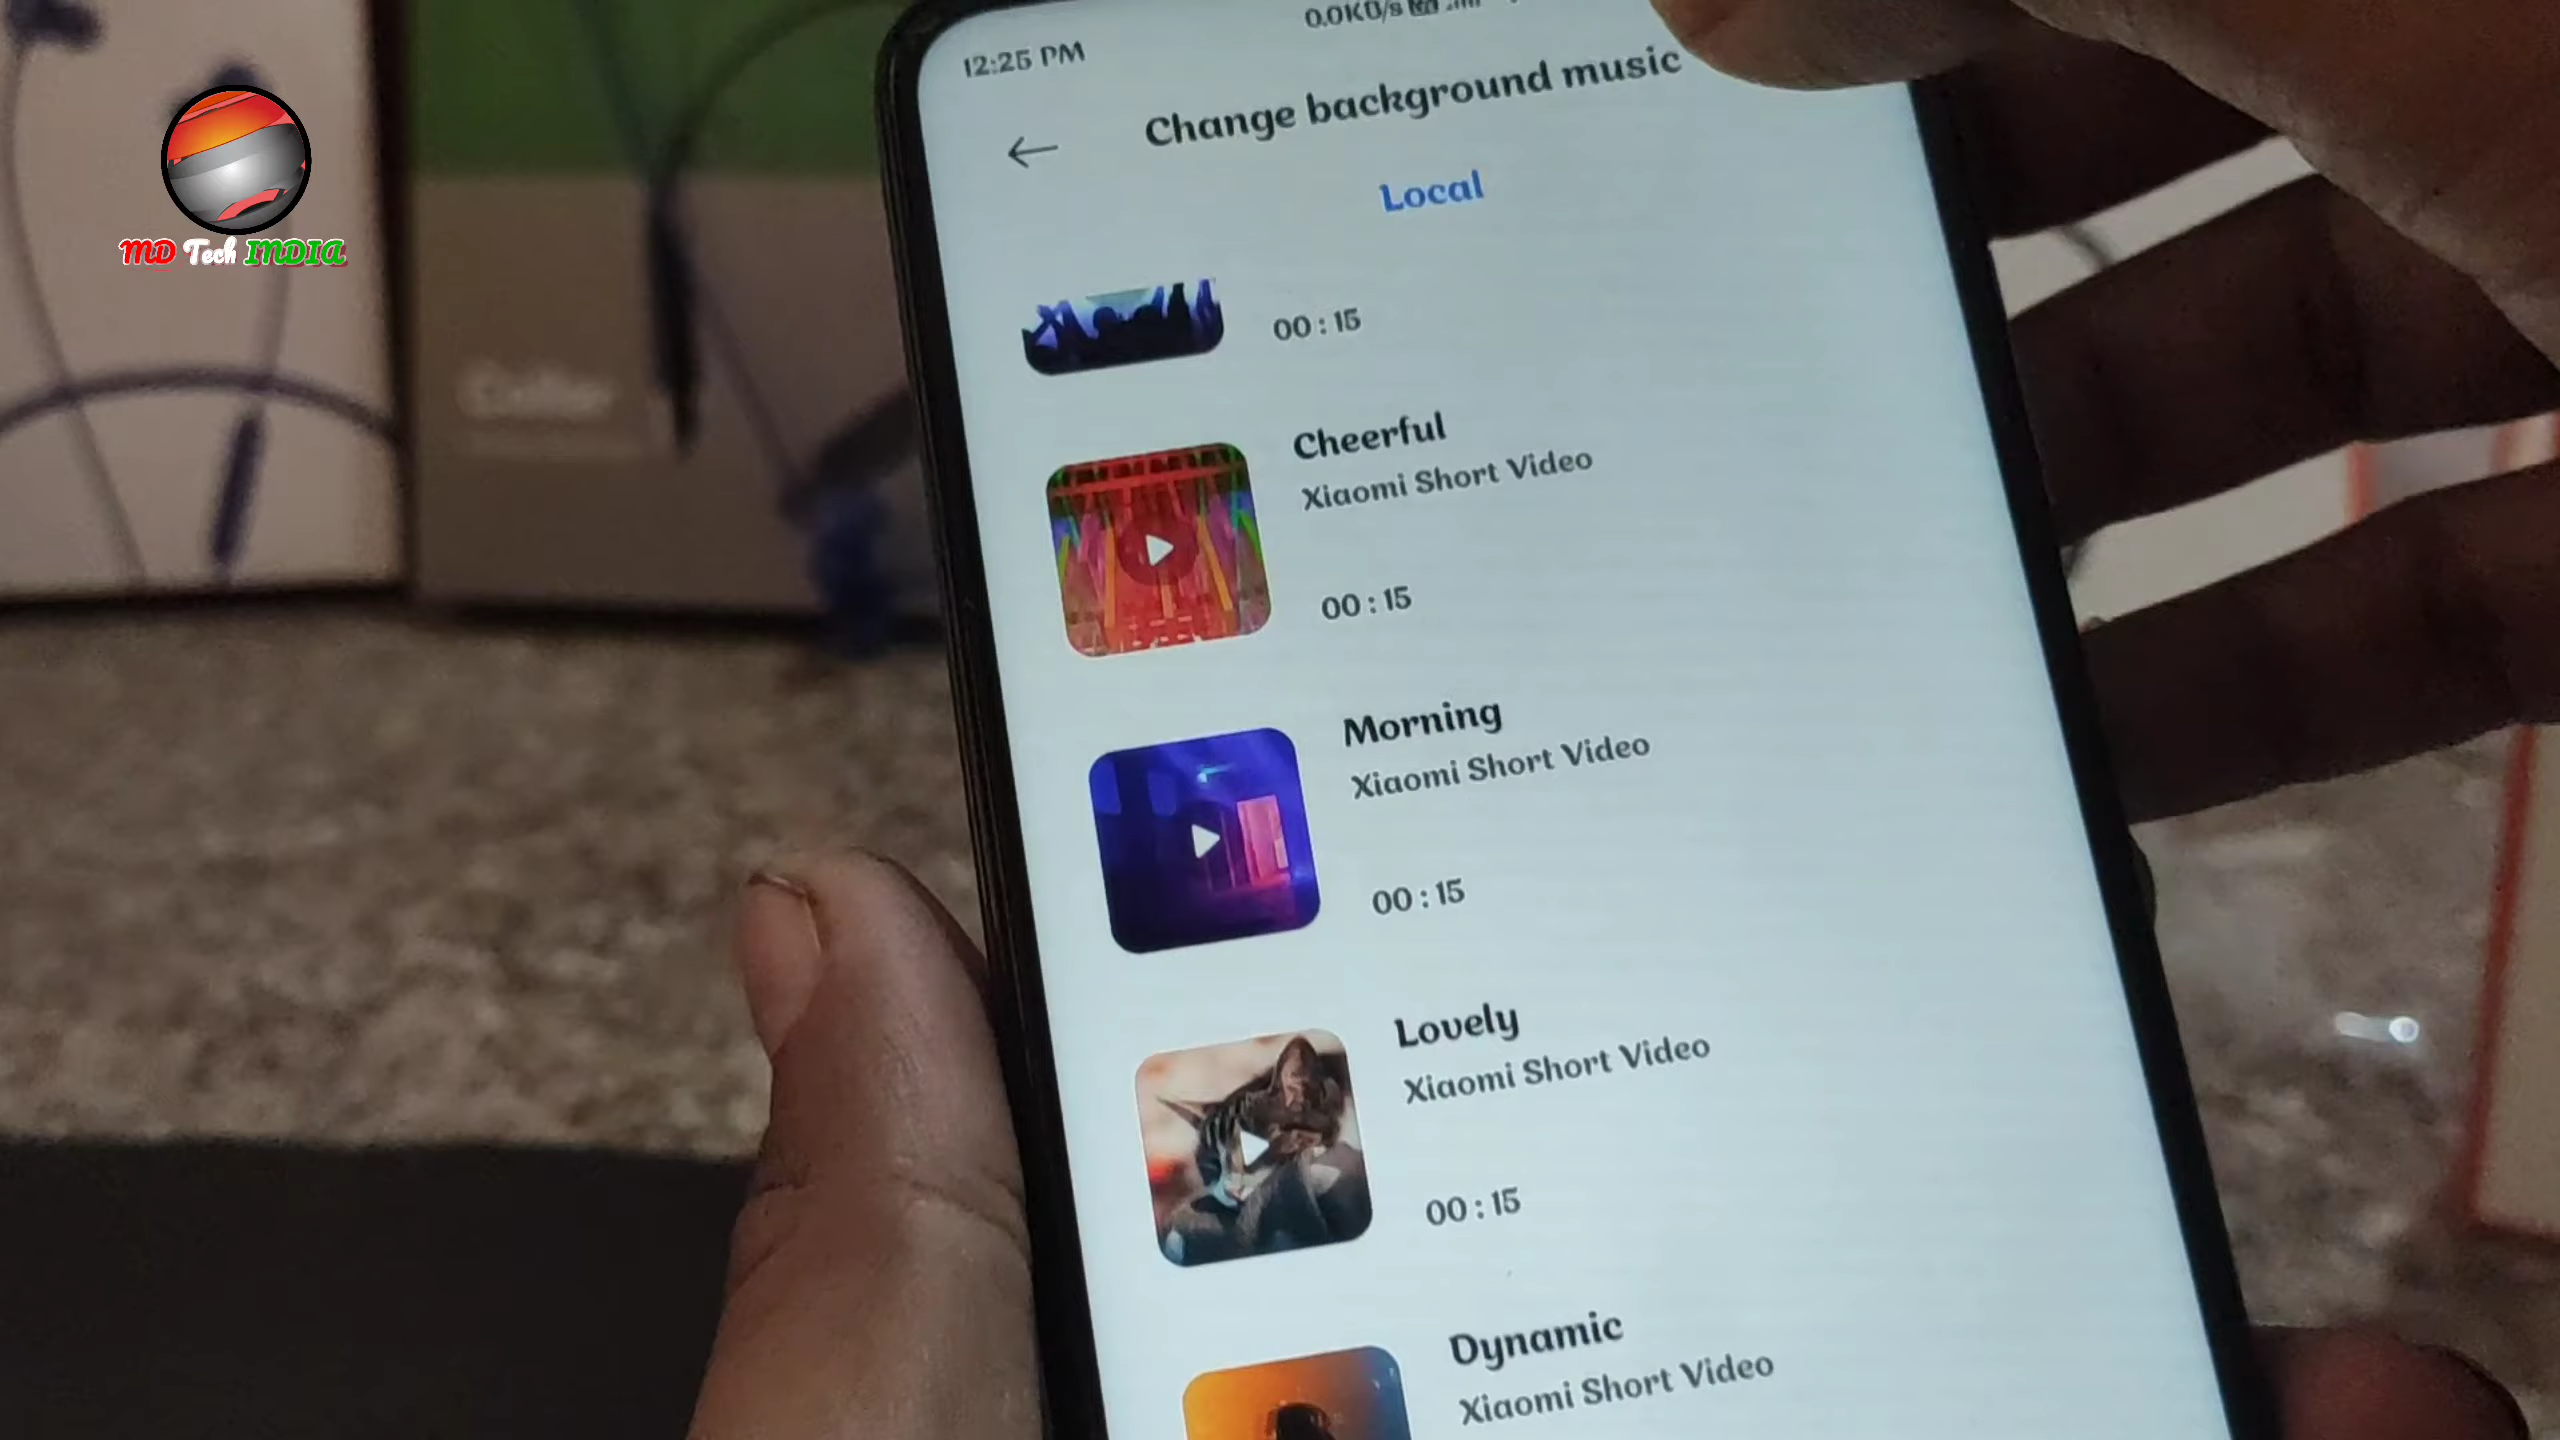 MD Tech INDIA
12:25 PM
0.0KB/s
Change background music
Local
00:15
Cheerful
Xiaomi Short Video
00:15
Morning
Xiaomi Short Video
00:15
Lovely
Xiaomi Short Video
00:15
Dynamic
Xiaomi Short Video